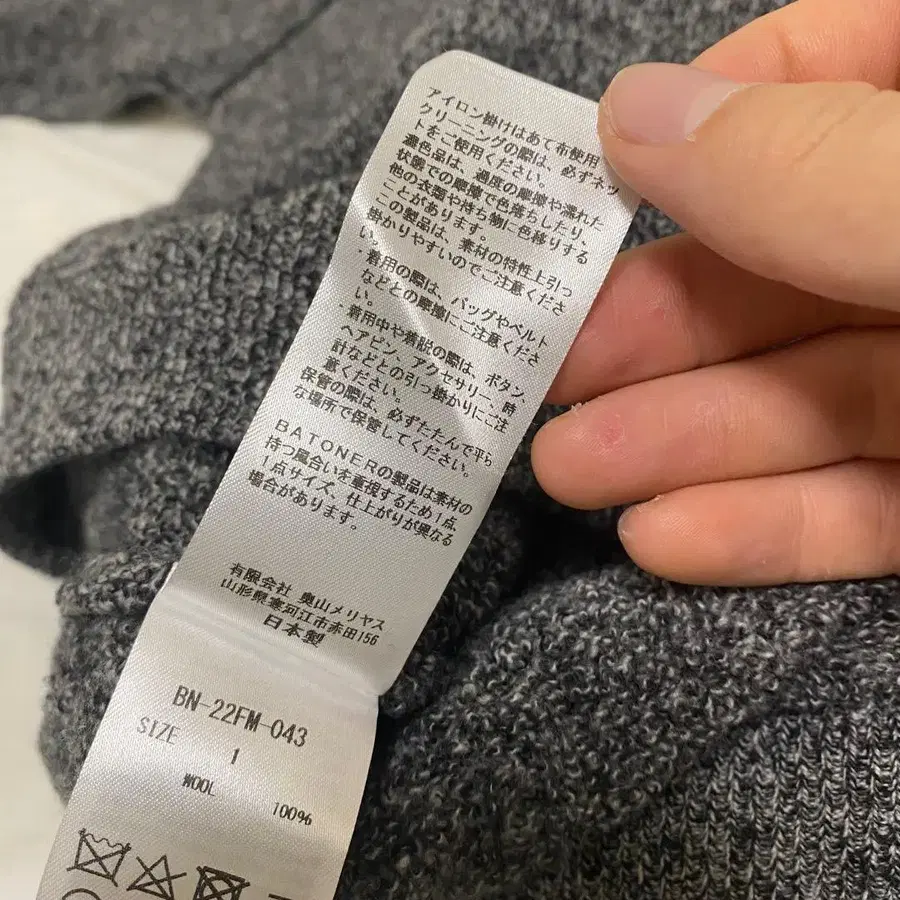 アイロン掛けはあて布使用
クリーニングの際は、必ずネッ
トをご使用ください。
濃色品は、過度の摩擦や濡れた
状態での摩擦で色落ちしたり、
他の衣類や持ち物に色移りする
ことがあります。
この製品は、素材の特性上引っ
掛かりやすいのでご注意くださ
い。
・着用の際は、バッグやベルト
などとの摩擦にご注意くださ
い。
・着用中や着脱の際は、ボタン、
ヘアピン、アクセサリー、時
計などとの引っ掛かりにご注
意ください。
保管の際は、必ずたたんで平ら
な場所で保管してください。
BATONERの製品は素材の
持つ風合いを重視するため1点
1点サイズ、仕上がりが異なる
場合があります。
有限会社 奥山メリヤス
山形県寒河江市赤田156
日本製
BN-22FM-043
SIZE
1
WOOL 100%